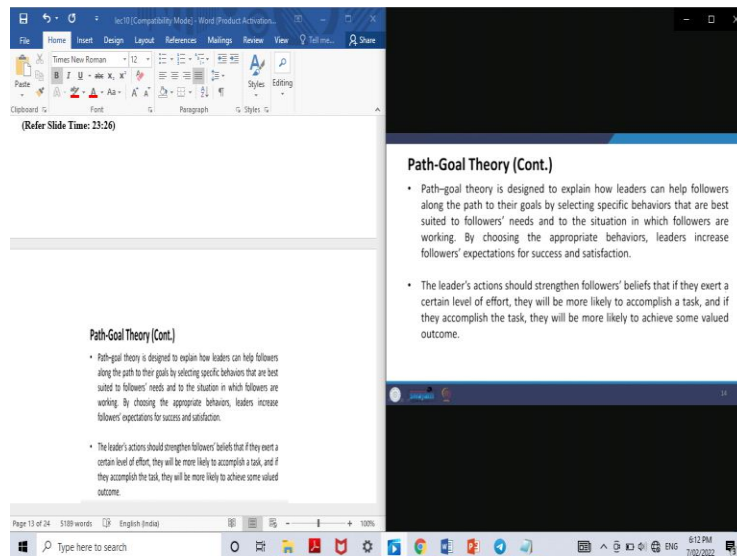 lec10 [Compatibility Mode] - Word (Product Activation...
File Home Insert Design Layout References Mailings Review View Tell me... Share
Times New Roman 12
Paste
B I U abc x, x²
A Aa A A
Styles Editing
Clipboard Font Paragraph Styles
(Refer Slide Time: 23:26)
Path-Goal Theory (Cont.)
• Path-goal theory is designed to explain how leaders can help followers
along the path to their goals by selecting specific behaviors that are best
suited to followers' needs and to the situation in which followers are
working. By choosing the appropriate behaviors, leaders increase
followers' expectations for success and satisfaction.
• The leader's actions should strengthen followers' beliefs that if they exert a
certain level of effort, they will be more likely to accomplish a task, and if
they accomplish the task, they will be more likely to achieve some valued
outcome.
Page 13 of 24 5189 words English (India) 100%
Path-Goal Theory (Cont.)
• Path–goal theory is designed to explain how leaders can help followers
along the path to their goals by selecting specific behaviors that are best
suited to followers' needs and to the situation in which followers are
working. By choosing the appropriate behaviors, leaders increase
followers' expectations for success and satisfaction.
• The leader's actions should strengthen followers' beliefs that if they exert a
certain level of effort, they will be more likely to accomplish a task, and if
they accomplish the task, they will be more likely to achieve some valued
outcome.
14
Type here to search
ENG
6:12 PM
7/02/2022